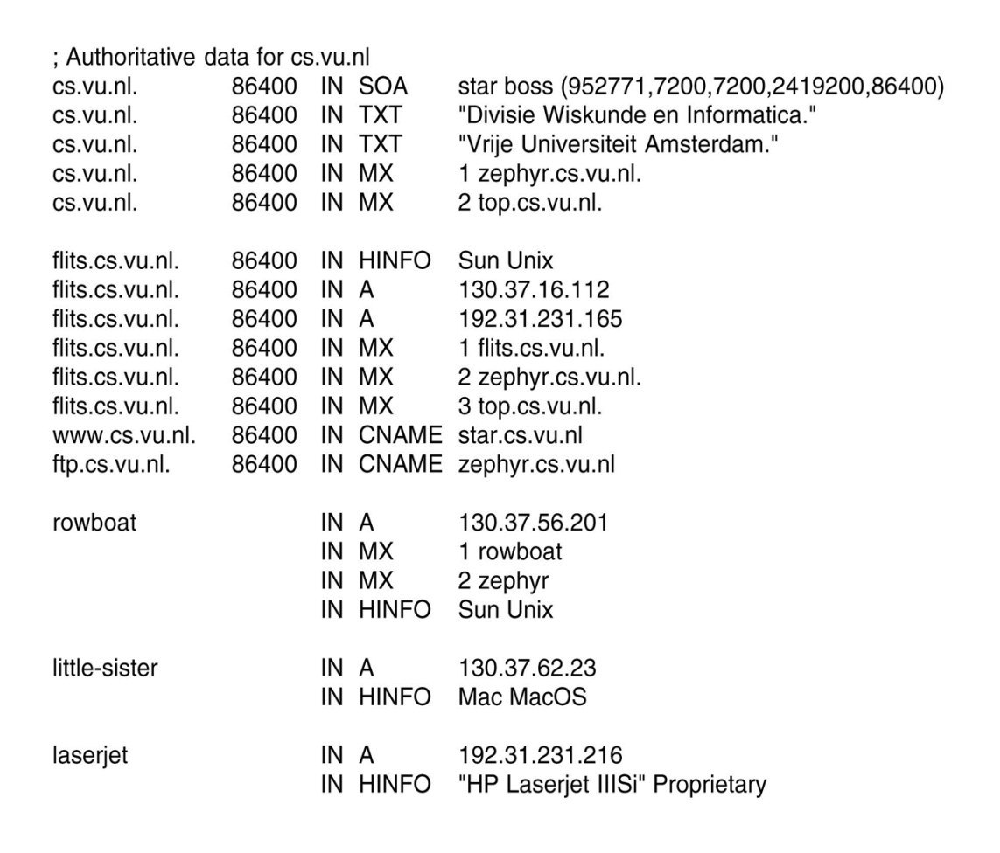 ; Authoritative data for cs.vu.nl
cs.vu.nl. 86400 IN SOA star boss (952771,7200,7200,2419200,86400)
cs.vu.nl. 86400 IN TXT "Divisie Wiskunde en Informatica."
cs.vu.nl. 86400 IN TXT "Vrije Universiteit Amsterdam."
cs.vu.nl. 86400 IN MX 1 zephyr.cs.vu.nl.
cs.vu.nl. 86400 IN MX 2 top.cs.vu.nl.
flits.cs.vu.nl. 86400 IN HINFO Sun Unix
flits.cs.vu.nl. 86400 IN A 130.37.16.112
flits.cs.vu.nl. 86400 IN A 192.31.231.165
flits.cs.vu.nl. 86400 IN MX 1 flits.cs.vu.nl.
flits.cs.vu.nl. 86400 IN MX 2 zephyr.cs.vu.nl.
flits.cs.vu.nl. 86400 IN MX 3 top.cs.vu.nl.
www.cs.vu.nl. 86400 IN CNAME star.cs.vu.nl
ftp.cs.vu.nl. 86400 IN CNAME zephyr.cs.vu.nl
rowboat IN A 130.37.56.201
IN MX 1 rowboat
IN MX 2 zephyr
IN HINFO Sun Unix
little-sister IN A 130.37.62.23
IN HINFO Mac MacOS
laserjet IN A 192.31.231.216
IN HINFO "HP Laserjet IIISi" Proprietary